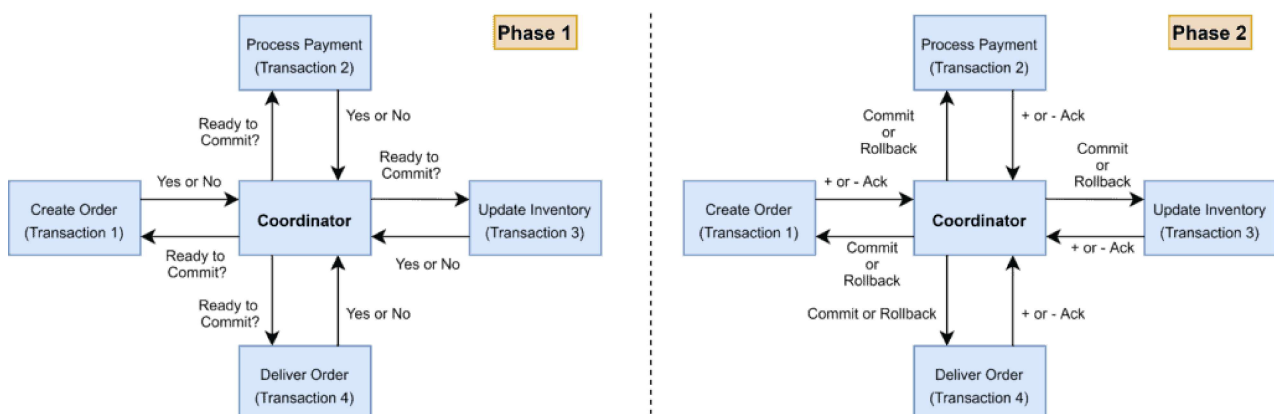 Phase 1
Process Payment
(Transaction 2)
Ready to
Commit?
Yes or No
Ready to
Commit?
Yes or No
Create Order
(Transaction 1)
Coordinator
Update Inventory
(Transaction 3)
Ready to
Commit?
Yes or No
Ready to
Commit?
Yes or No
Deliver Order
(Transaction 4)
Phase 2
Process Payment
(Transaction 2)
Commit
or
Rollback
+ or - Ack
Commit
or
Rollback
+ or - Ack
Create Order
(Transaction 1)
Coordinator
Update Inventory
(Transaction 3)
Commit
or
Rollback
+ or - Ack
Commit or Rollback
+ or - Ack
Deliver Order
(Transaction 4)